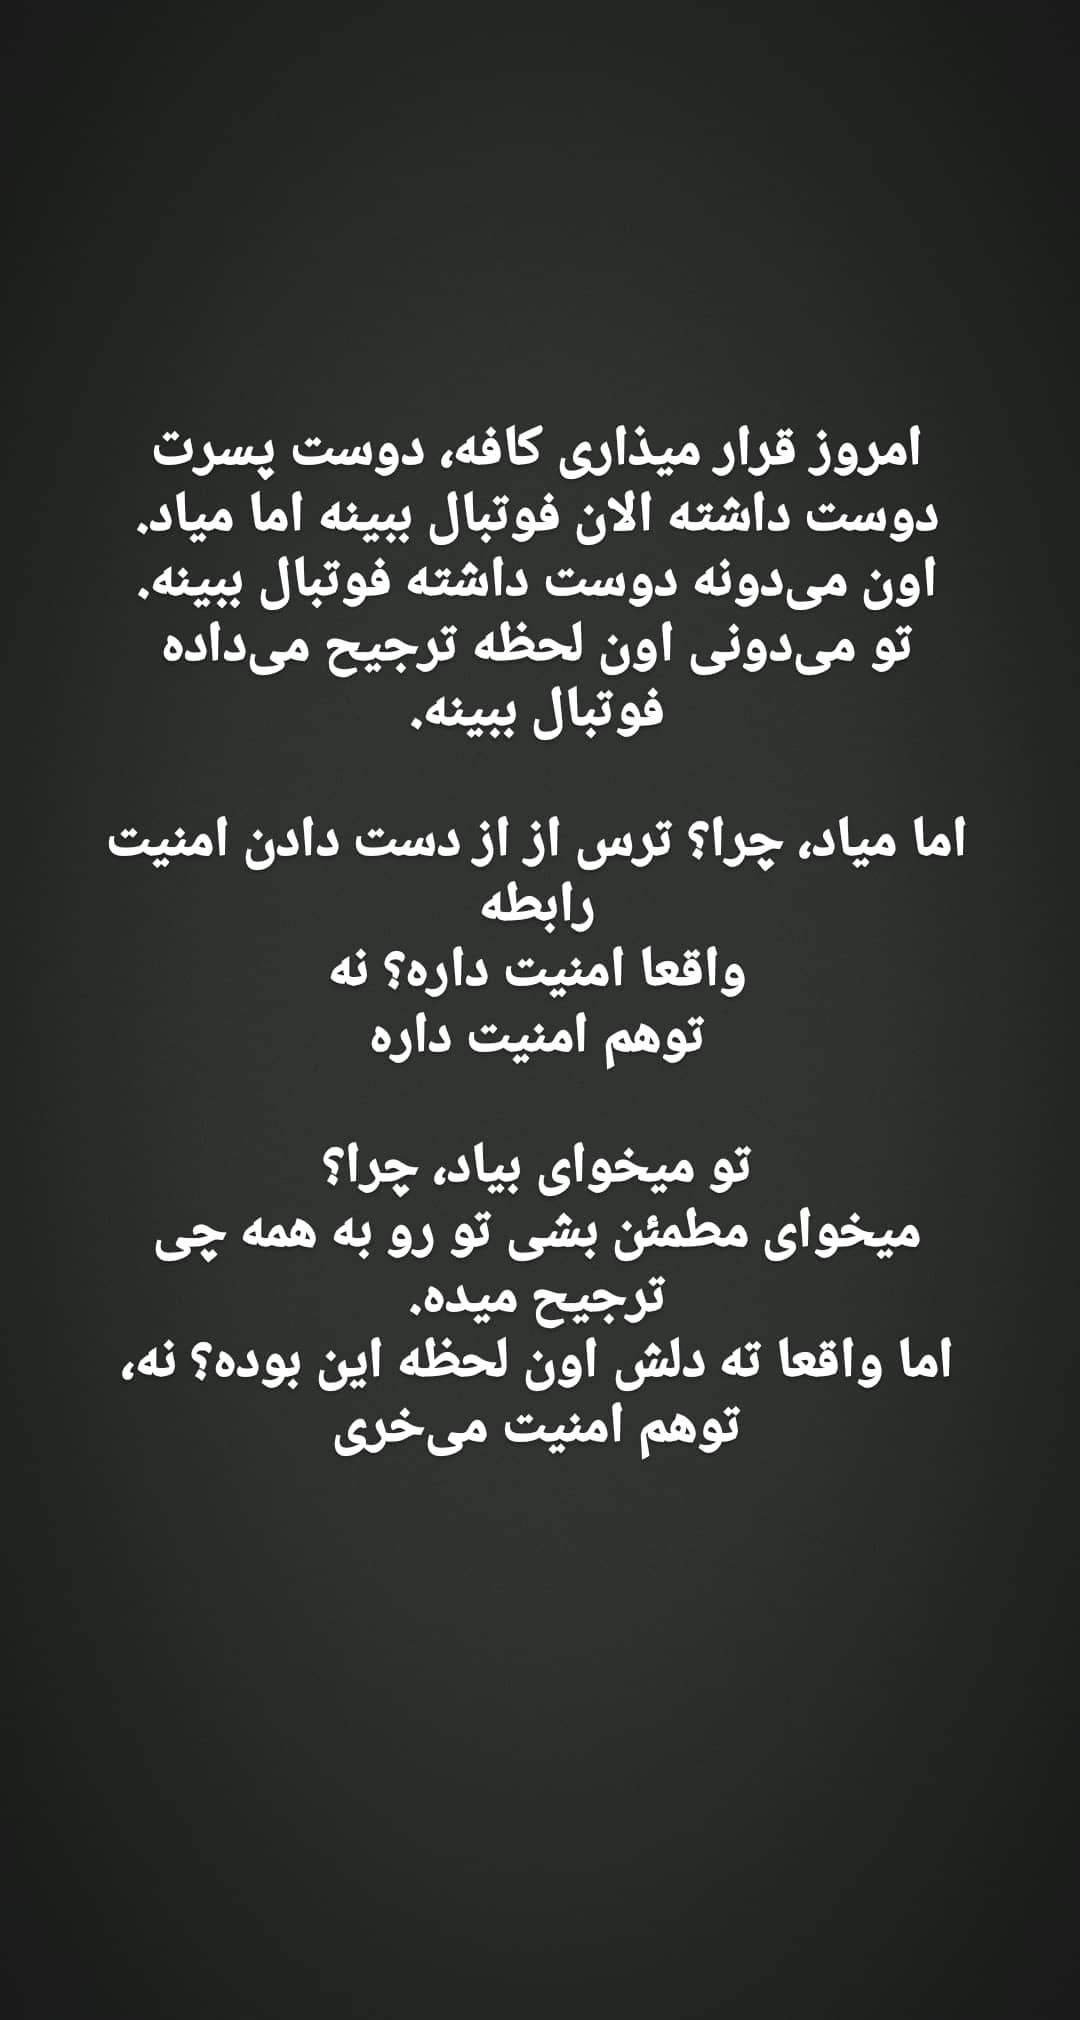 امروز قرار میذاری کافه، دوست پسرت
دوست داشته الان فوتبال ببینه اما میاد.
اون می‌دونه دوست داشته فوتبال ببینه.
تو می‌دونی اون لحظه ترجیح می‌داده
فوتبال ببینه.
اما میاد، چرا؟ ترس از از دست دادن امنیت
رابطه
واقعا امنیت داره؟ نه
توهم امنیت داره
تو میخوای بیاد، چرا؟
میخوای مطمئن بشی تو رو به همه چی
ترجیح میده.
اما واقعا ته دلش اون لحظه این بوده؟ نه،
توهم امنیت می‌خری